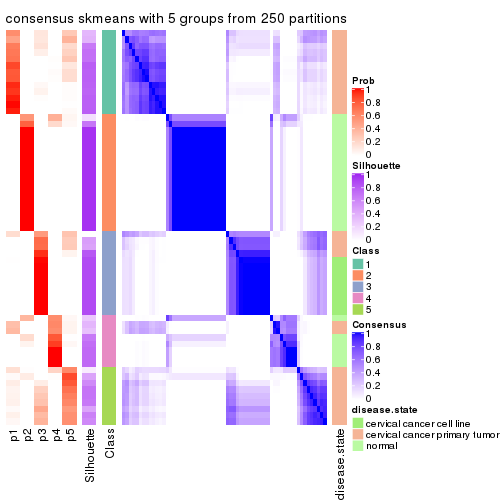 consensus skmeans with 5 groups from 250 partitions
Prob
1
0.8
0.6
0.4
0.2
0
Silhouette
1
0.8
0.6
0.4
0.2
0
Class
1
2
3
4
5
Consensus
1
0.8
0.6
0.4
0.2
0
disease.state
cervical cancer cell line
cervical cancer primary tumor
normal
p1
p2
p3
p4
p5
Silhouette
Class
disease.state